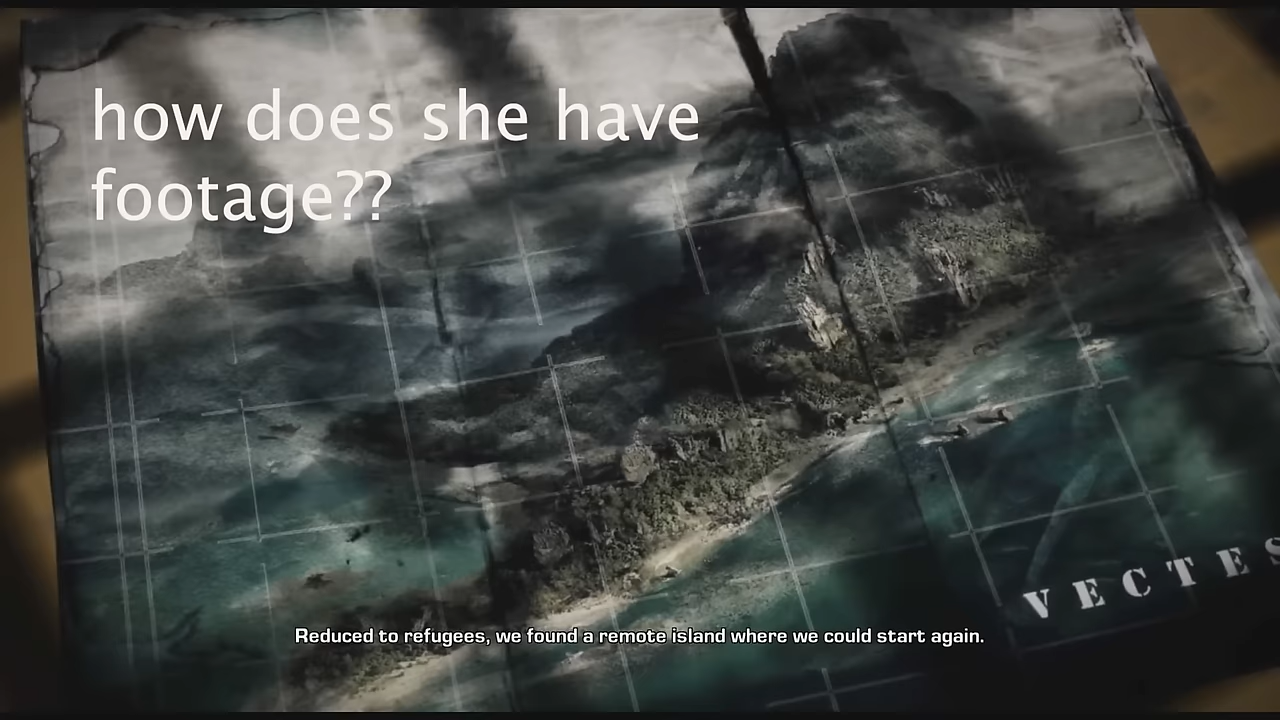 how does she have
footage??
VECTES
Reduced to refugees, we found a remote island where we could start again.